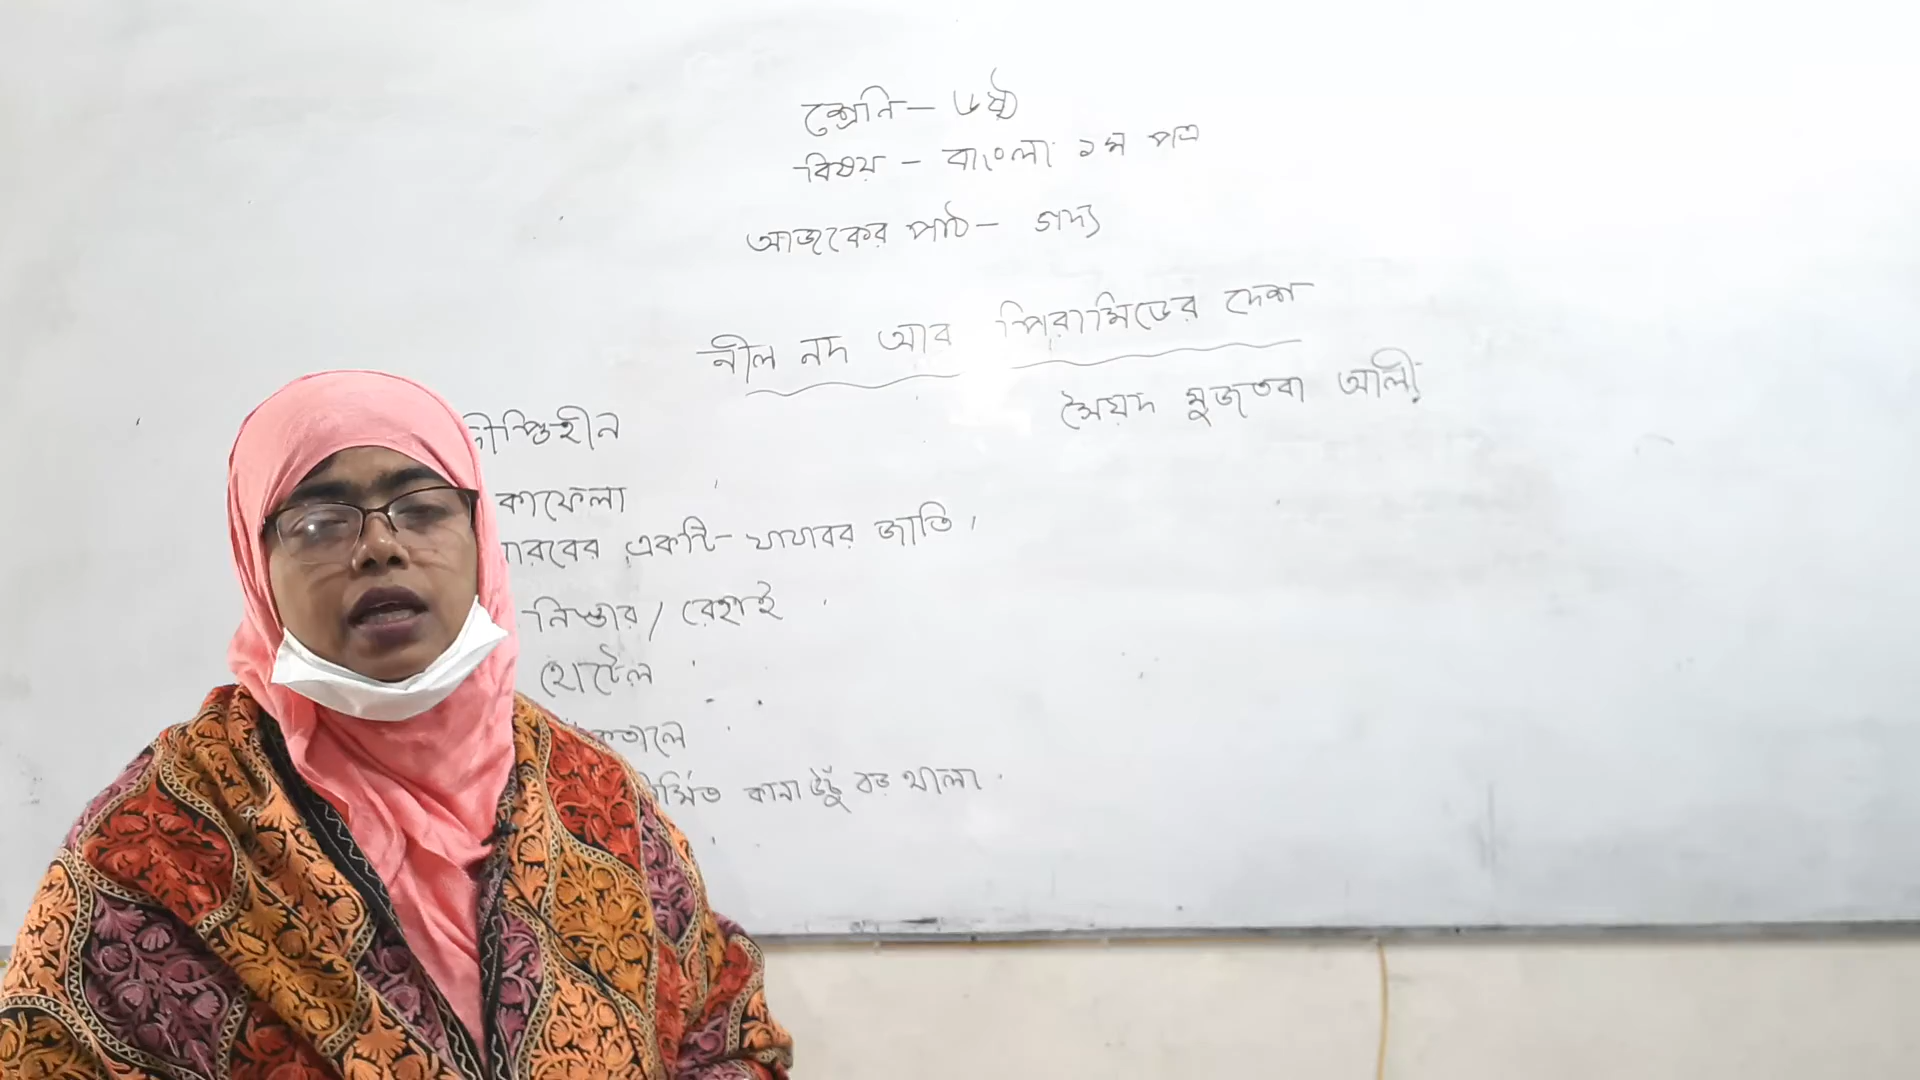 শ্রেনি – ৬ষ্ঠ
বিষয় – বাংলা ১ম পত্র
আজকের পাঠ – গদ্য
নীল নদ আর পিরামিডের দেশ
সৈয়দ মুজতবা আলী
দীপ্তিহীন
কাফেলা
আরবের একটি যাযাবর জাতি।
নিস্তার / রেহাই
হোটেল
নির্মিত কানা উঁচু বড় থালা